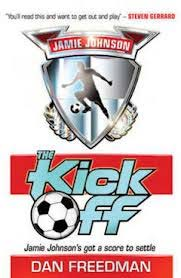 "You'll read this and want to get out and play" – STEVEN GERRARD
JAMIE JOHNSON
THE
Kick
Off
Jamie Johnson's got a score to settle
DAN FREEDMAN